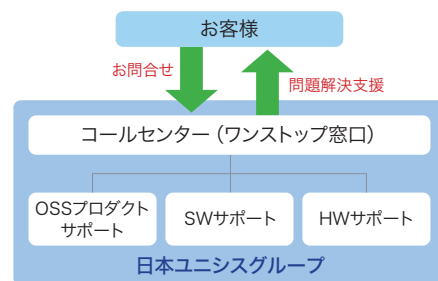 お客様
お問合せ
問題解決支援
コールセンター(ワンストップ窓口)
OSSプロダクト
サポート
SWサポート
HWサポート
日本ユニシスグループ